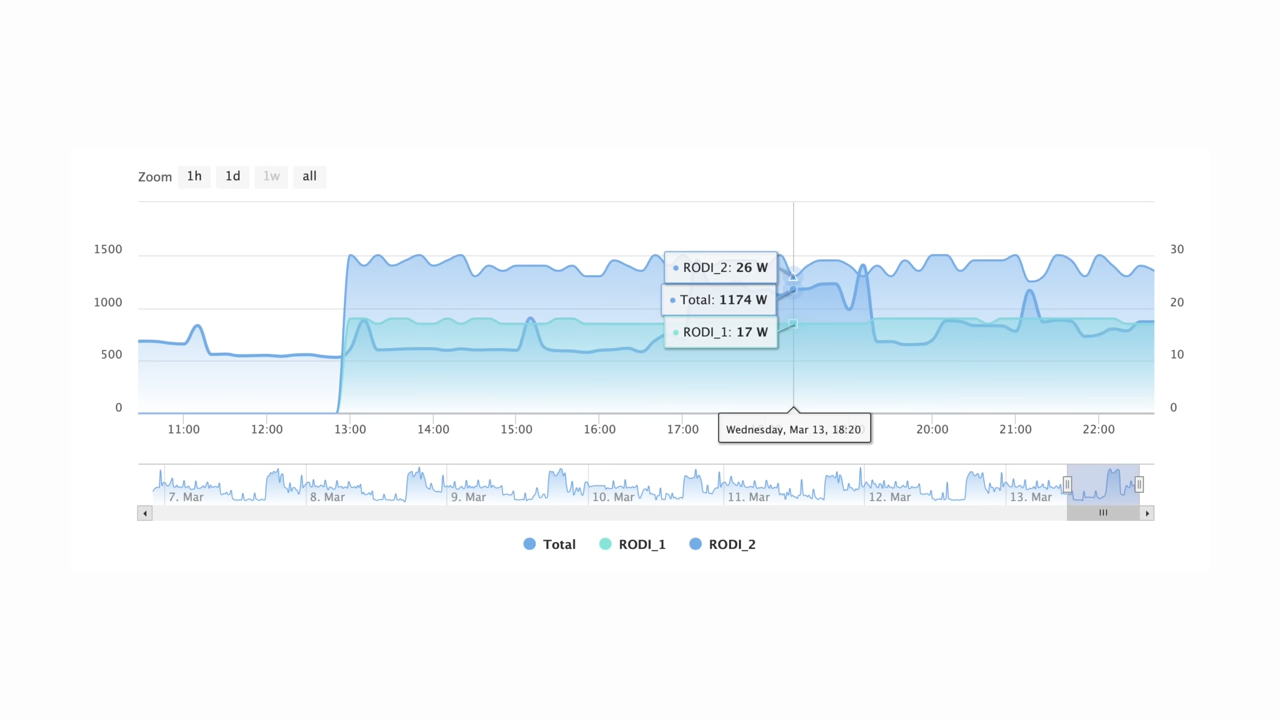 Zoom 1h 1d 1w all
1500 30
RODI_2: 26 W
1000 20
Total: 1174 W
RODI_1: 17 W
500 10
0 0
11:00 12:00 13:00 14:00 15:00 16:00 17:00 20:00 21:00 22:00
Wednesday, Mar 13, 18:20
7. Mar 8. Mar 9. Mar 10. Mar 11. Mar 12. Mar 13. Mar
Total RODI_1 RODI_2